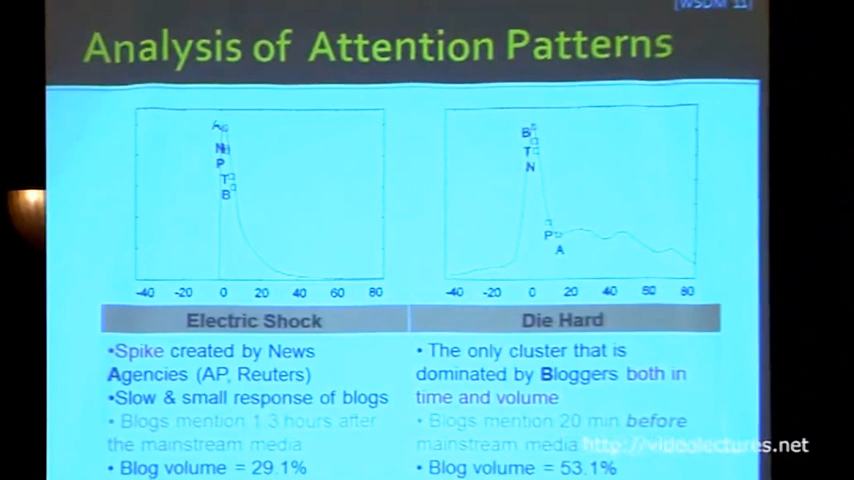 [WSDM '11]
Analysis of Attention Patterns
A
N
P
T
B
B
T
N
P
A
-40 -20 0 20 40 60 80
-40 -20 0 20 40 60 80
Electric Shock
Die Hard
•Spike created by News
Agencies (AP, Reuters)
•Slow & small response of blogs
• Blogs mention 1.3 hours after
the mainstream media
• Blog volume = 29.1%
• The only cluster that is
dominated by Bloggers both in
time and volume
• Blogs mention 20 min before
mainstream media
• Blog volume = 53.1%
http://videolectures.net